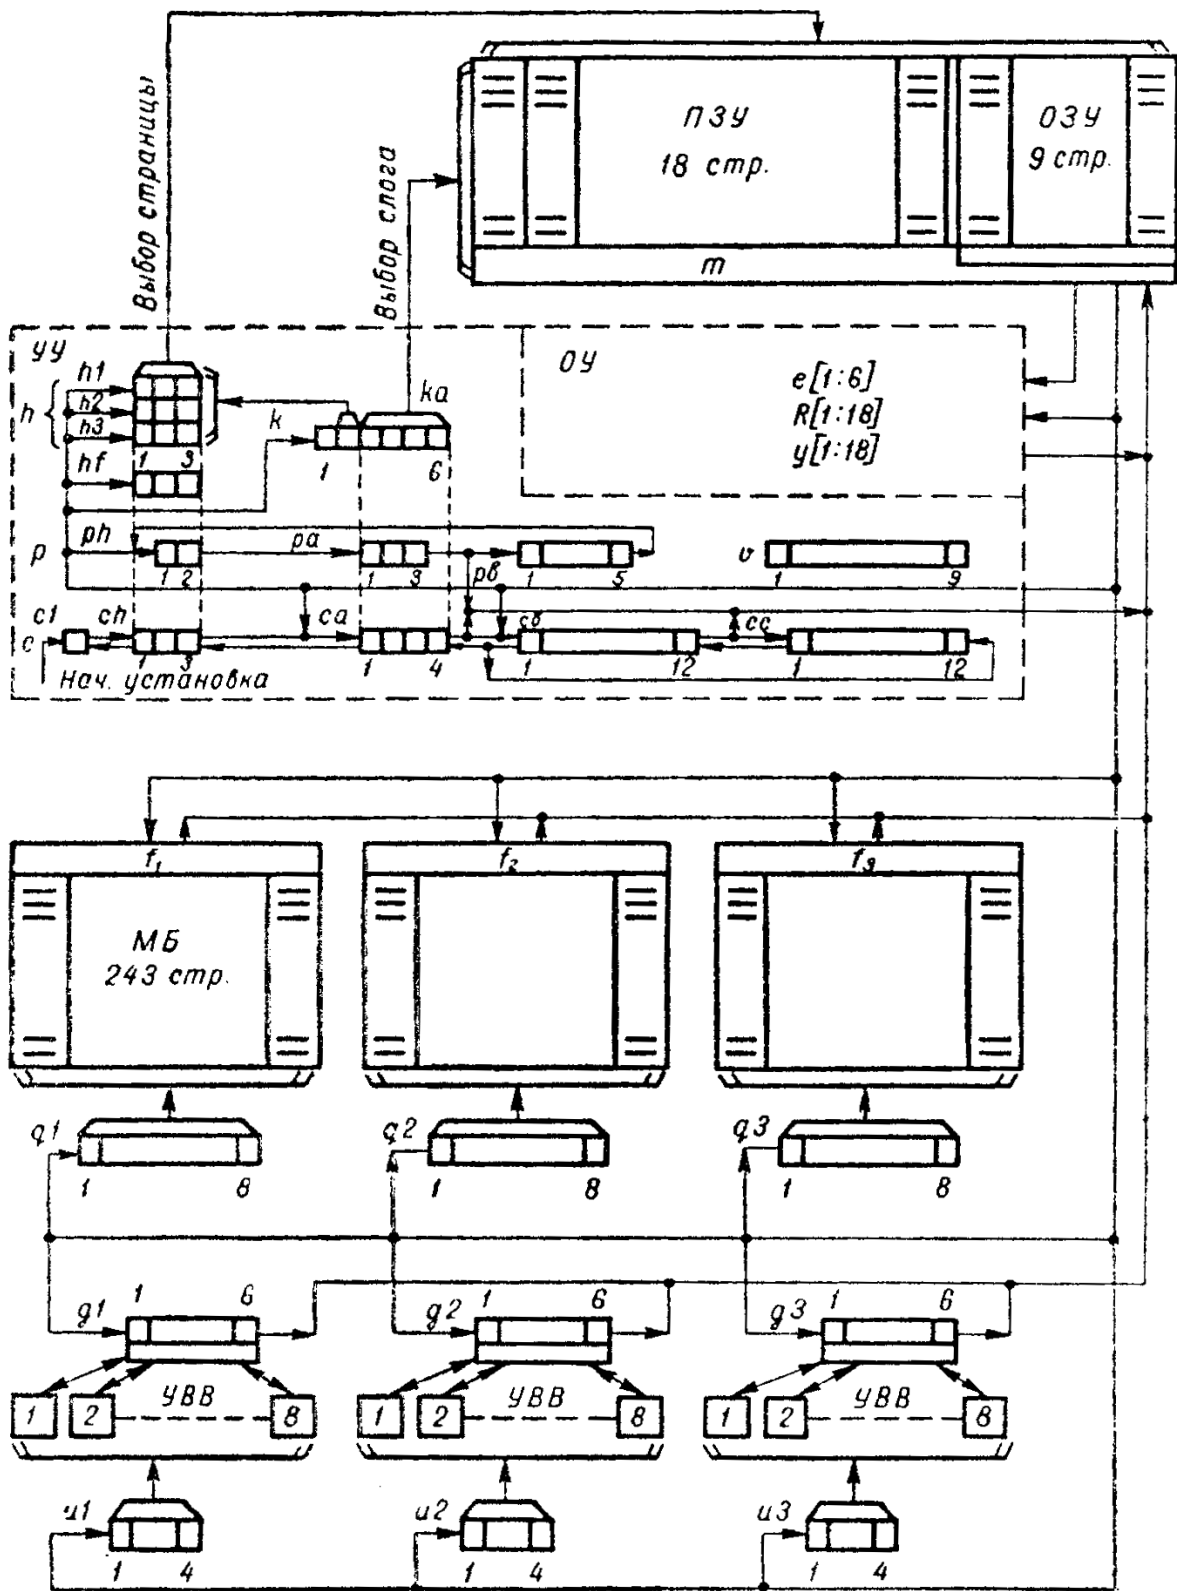 Выбор страницы
Выбор слога
ПЗУ
18 стр.
ОЗУ
9 стр.
m
УУ
ОУ
h
h1
h2
h3
1 3
hf
k
kа
1 6
e[1:6]
R[1:18]
y[1:18]
p
ph
1 2
pa
1 3
pв
1 5
v
1 9
c1
c
ch
1 3
ca
1 4
cв
1 12
cc
1 12
Нач. установка
f1
f2
f3
МБ
243 стр.
q1
1 8
q2
1 8
q3
1 8
g1
1 6
g2
1 6
g3
1 6
1 2 УВВ 8
1 2 УВВ 8
1 2 УВВ 8
u1
1 4
u2
1 4
u3
1 4